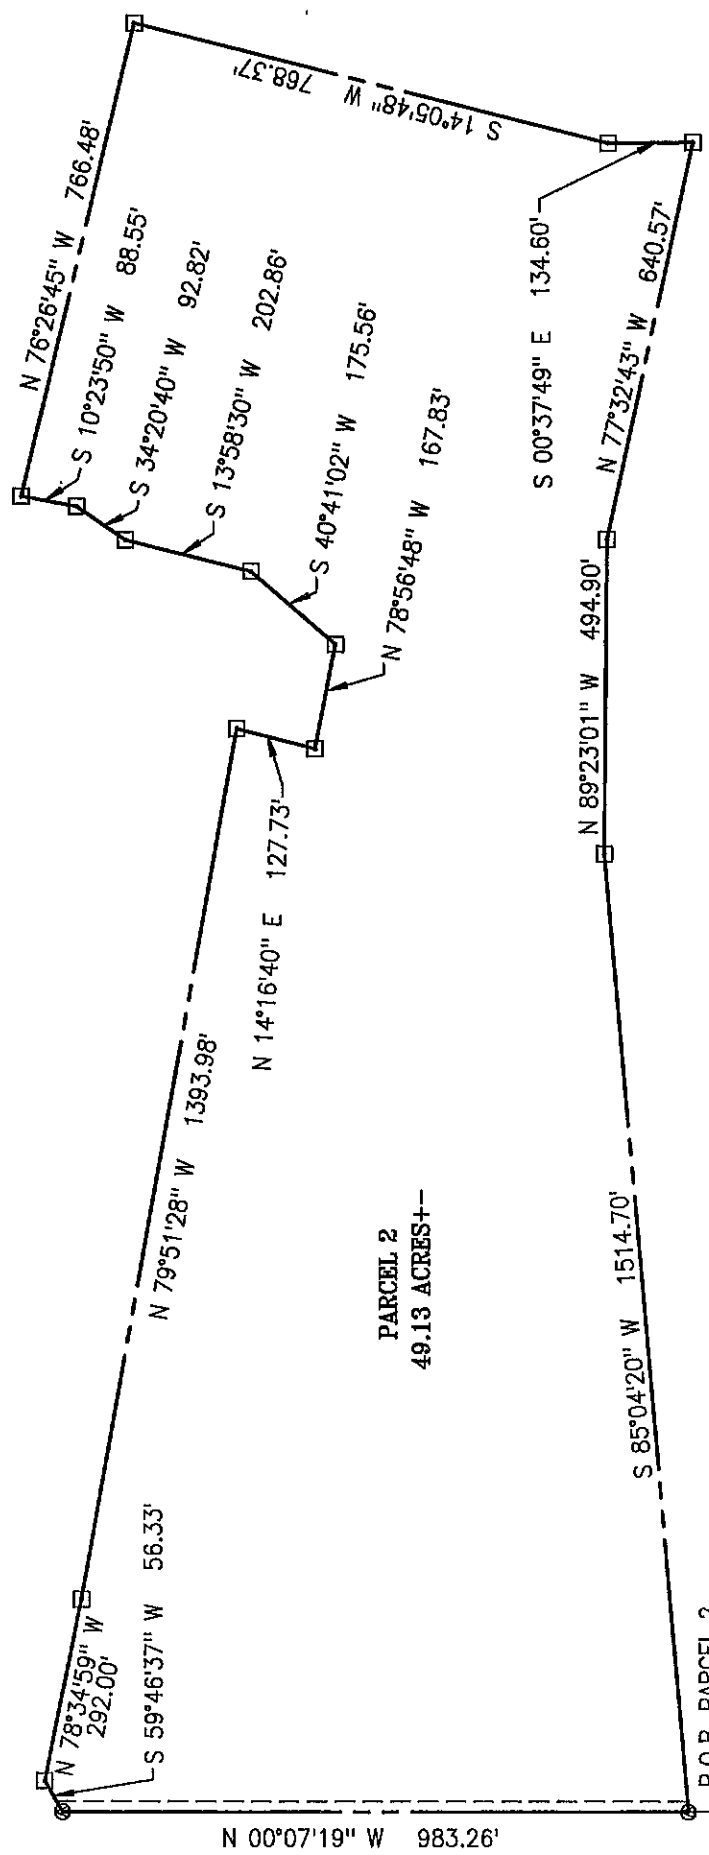 N 76°26'45" W 766.48'
S 10°23'50" W 88.55'
S 34°20'40" W 92.82'
S 13°58'30" W 202.86'
S 40°41'02" W 175.56'
N 78°56'48" W 167.83'
S 14°05'48" W 768.37'
S 00°37'49" E 134.60'
N 77°32'43" W 640.57'
N 89°23'01" W 494.90'
N 14°16'40" E 127.73'
N 79°51'28" W 1393.98'
PARCEL 2
49.13 ACRES+-
S 85°04'20" W 1514.70'
N 78°34'59" W
292.00'
S 59°46'37" W 56.33'
N 00°07'19" W 983.26'
P.O.B. PARCEL 2